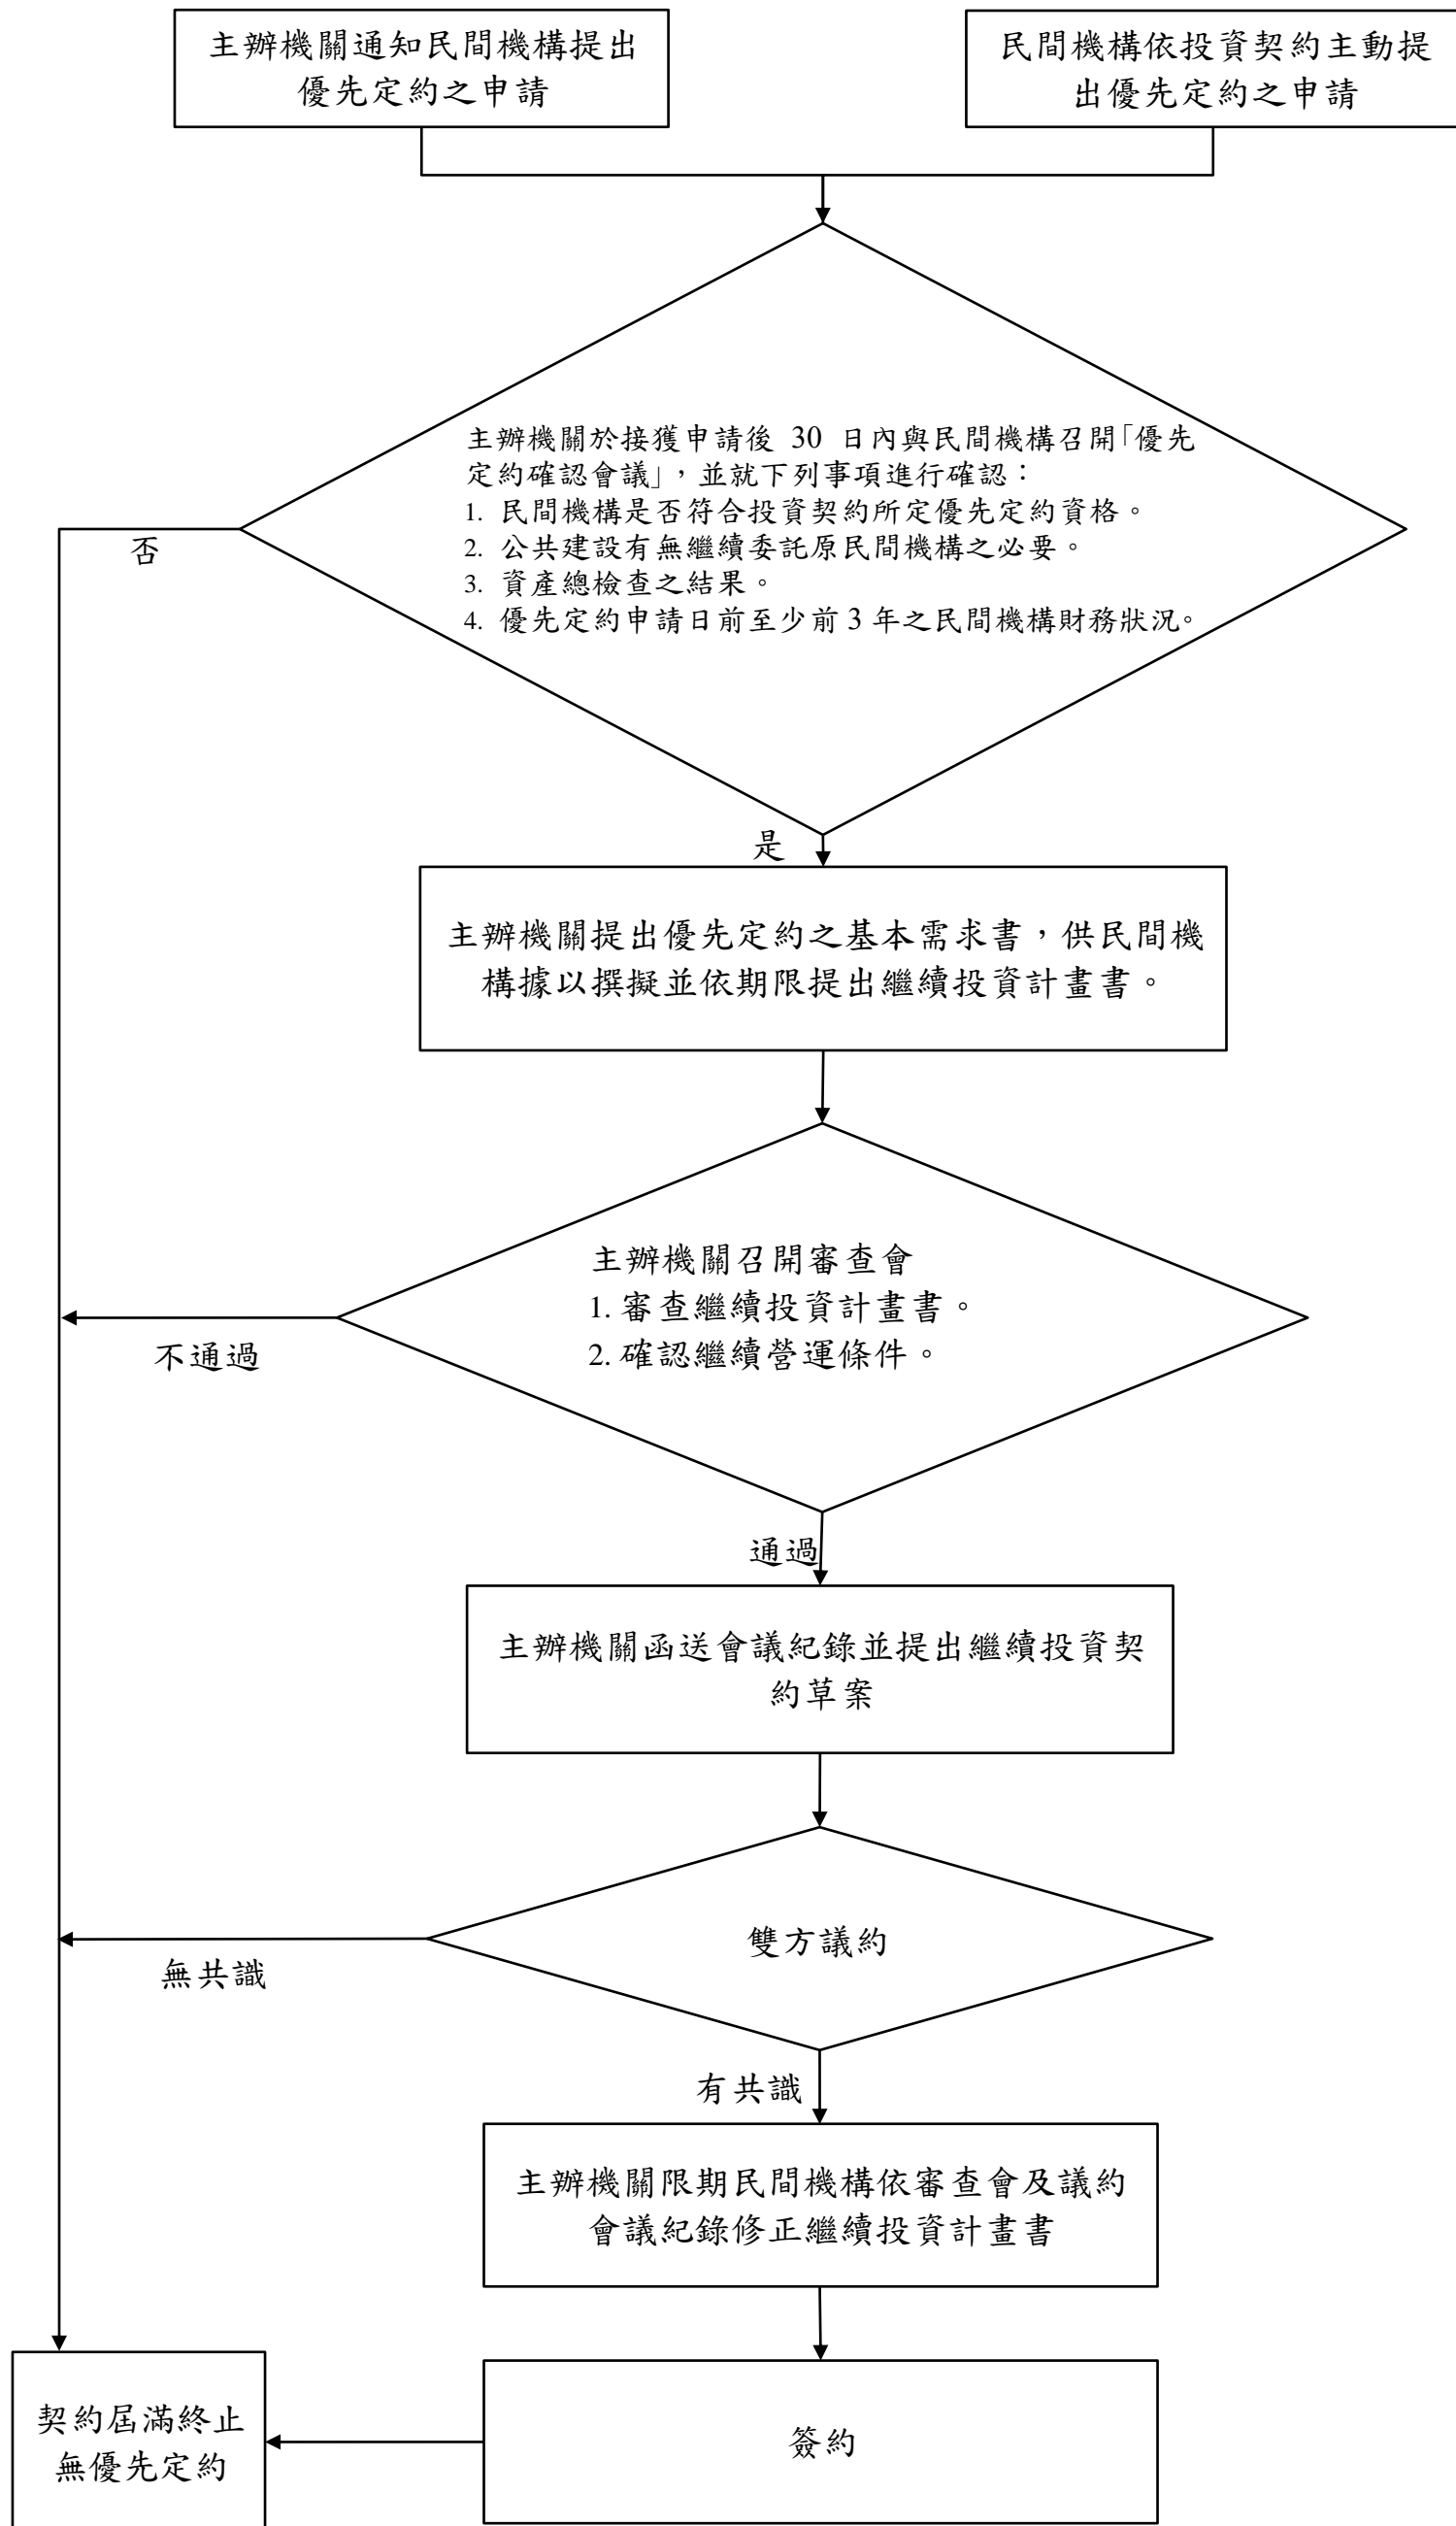 主辦機關通知民間機構提出
優先定約之申請
民間機構依投資契約主動提
出優先定約之申請
主辦機關於接獲申請後 30 日內與民間機構召開「優先
定約確認會議」，並就下列事項進行確認：
1. 民間機構是否符合投資契約所定優先定約資格。
2. 公共建設有無繼續委託原民間機構之必要。
3. 資產總檢查之結果。
4. 優先定約申請日前至少前 3 年之民間機構財務狀況。
否
是
主辦機關提出優先定約之基本需求書，供民間機
構據以撰擬並依期限提出繼續投資計畫書。
主辦機關召開審查會
1. 審查繼續投資計畫書。
2. 確認繼續營運條件。
不通過
通過
主辦機關函送會議紀錄並提出繼續投資契
約草案
雙方議約
無共識
有共識
主辦機關限期民間機構依審查會及議約
會議紀錄修正繼續投資計畫書
契約屆滿終止
無優先定約
簽約